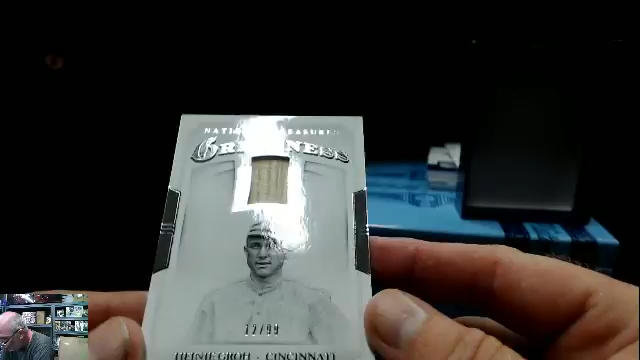 NATIONAL TREASURES
GREATNESS
12/99
HEINIE GROH • CINCINNATI